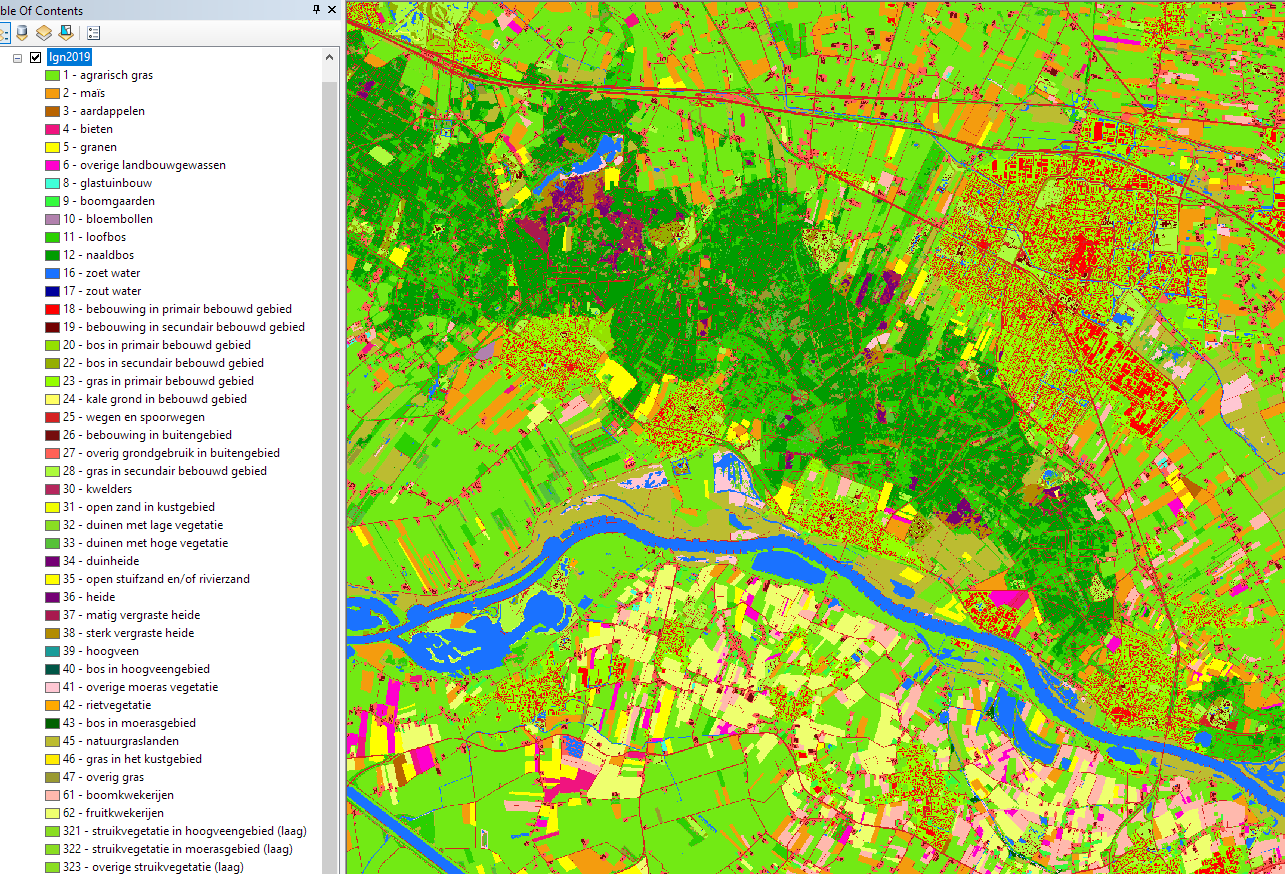 ble Of Contents
lgn2019
1 - agrarisch gras
2 - maïs
3 - aardappelen
4 - bieten
5 - granen
6 - overige landbouwgewassen
8 - glastuinbouw
9 - boomgaarden
10 - bloembollen
11 - loofbos
12 - naaldbos
16 - zoet water
17 - zout water
18 - bebouwing in primair bebouwd gebied
19 - bebouwing in secundair bebouwd gebied
20 - bos in primair bebouwd gebied
22 - bos in secundair bebouwd gebied
23 - gras in primair bebouwd gebied
24 - kale grond in bebouwd gebied
25 - wegen en spoorwegen
26 - bebouwing in buitengebied
27 - overig grondgebruik in buitengebied
28 - gras in secundair bebouwd gebied
30 - kwelders
31 - open zand in kustgebied
32 - duinen met lage vegetatie
33 - duinen met hoge vegetatie
34 - duinheide
35 - open stuifzand en/of rivierzand
36 - heide
37 - matig vergraste heide
38 - sterk vergraste heide
39 - hoogveen
40 - bos in hoogveengebied
41 - overige moeras vegetatie
42 - rietvegetatie
43 - bos in moerasgebied
45 - natuurgraslanden
46 - gras in het kustgebied
47 - overig gras
61 - boomkwekerijen
62 - fruitkwekerijen
321 - struikvegetatie in hoogveengebied (laag)
322 - struikvegetatie in moerasgebied (laag)
323 - overige struikvegetatie (laag)